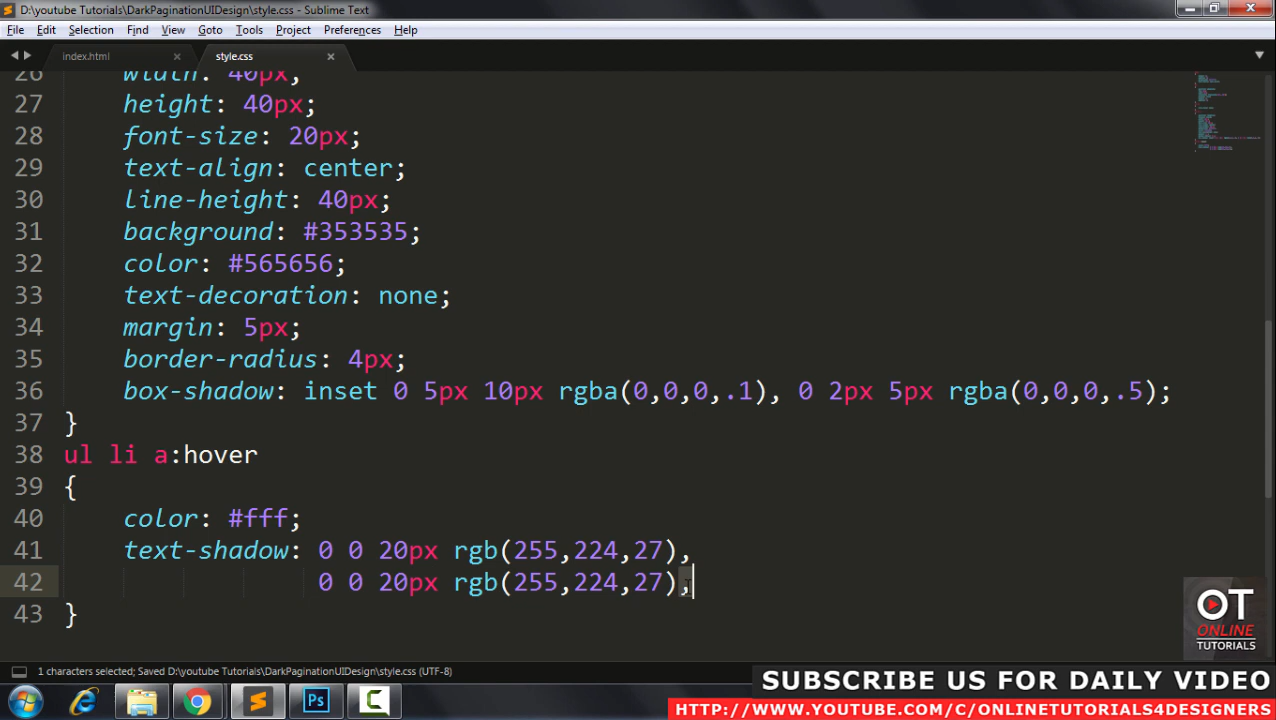 D:\youtube Tutorials\DarkPaginationUIDesign\style.css - Sublime Text
File Edit Selection Find View Goto Tools Project Preferences Help
index.html × style.css ×
26 width: 40px;
27 height: 40px;
28 font-size: 20px;
29 text-align: center;
30 line-height: 40px;
31 background: #353535;
32 color: #565656;
33 text-decoration: none;
34 margin: 5px;
35 border-radius: 4px;
36 box-shadow: inset 0 5px 10px rgba(0,0,0,.1), 0 2px 5px rgba(0,0,0,.5);
37 }
38 ul li a:hover
39 {
40 color: #fff;
41 text-shadow: 0 0 20px rgb(255,224,27),
42 0 0 20px rgb(255,224,27),
43 }
OT
ONLINE
TUTORIALS
1 characters selected; Saved D:\youtube Tutorials\DarkPaginationUIDesign\style.css (UTF-8)
Ps
SUBSCRIBE US FOR DAILY VIDEO
HTTP://WWW.YOUTUBE.COM/C/ONLINETUTORIALS4DESIGNERS